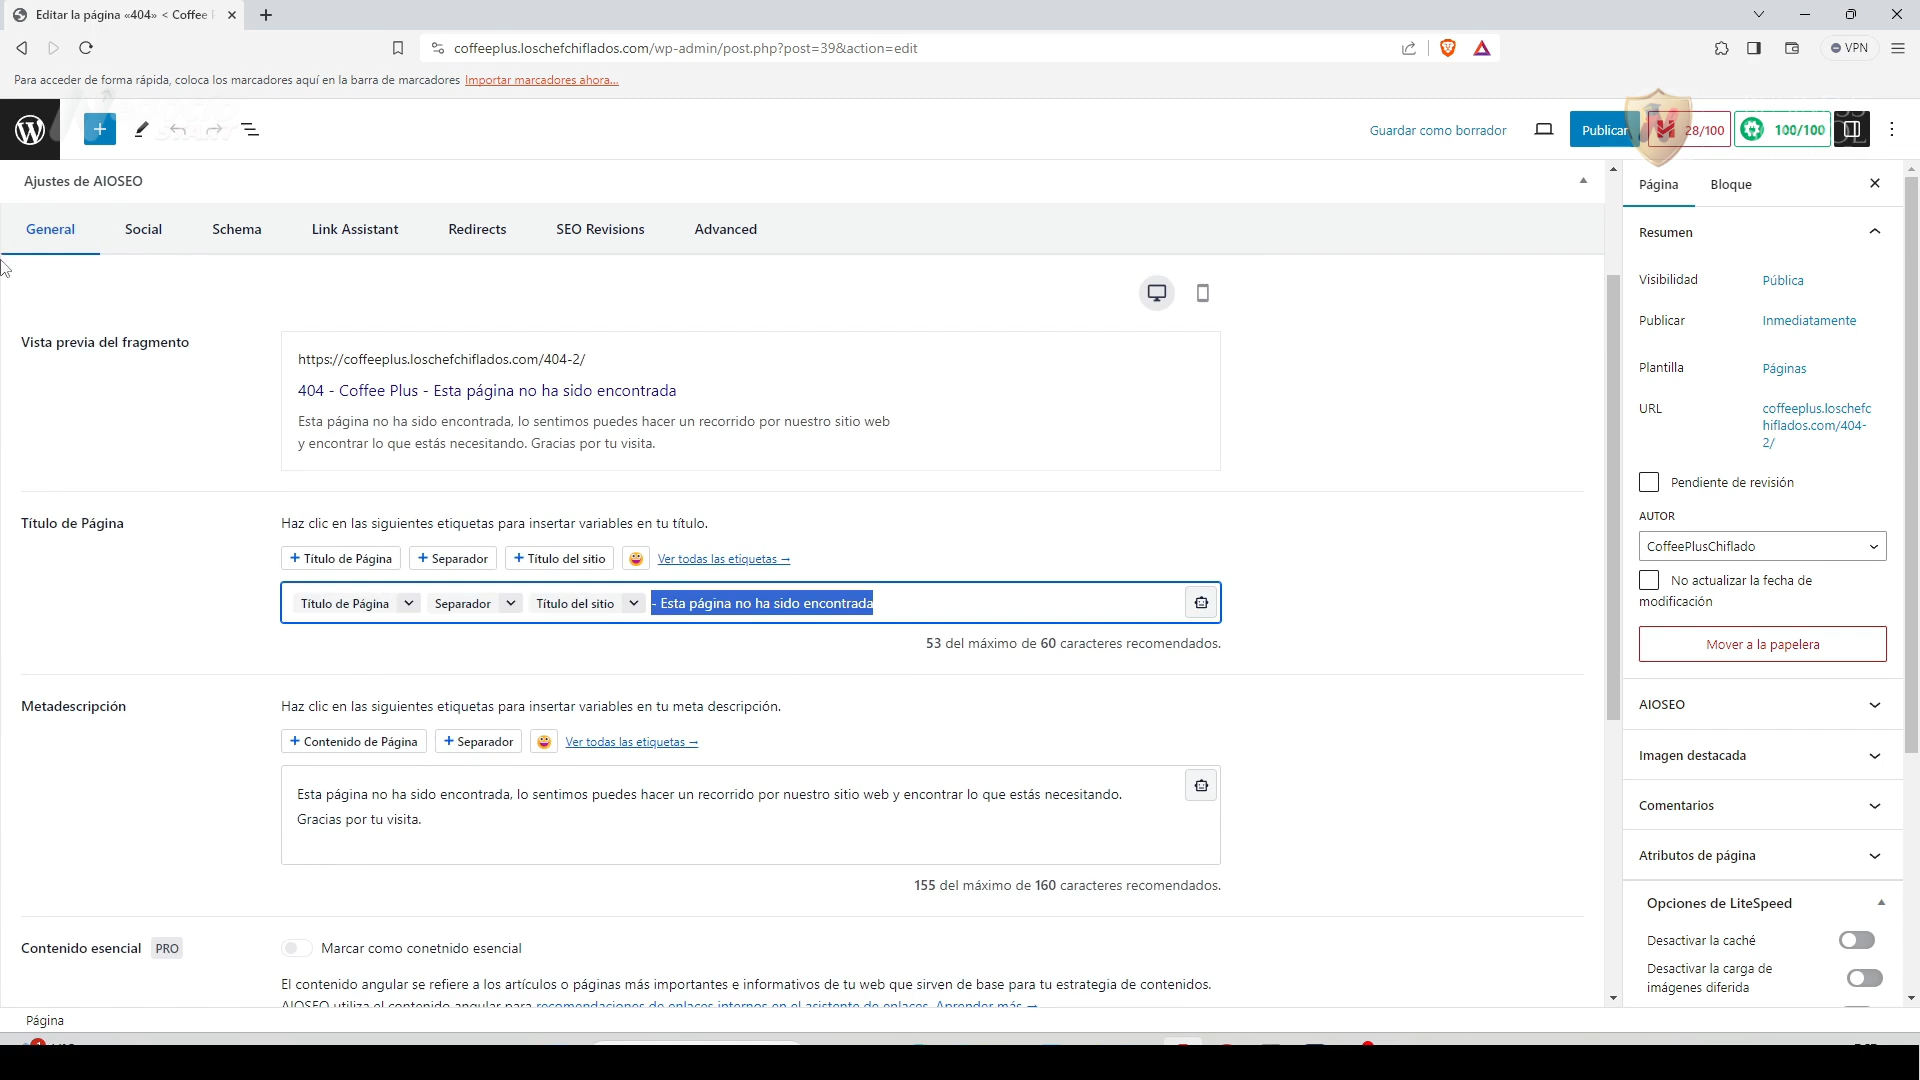 Editar la página «404» < Coffee
coffeeplus.loschefchiflados.com/wp-admin/post.php?post=39&action=edit
VPN
Para acceder de forma rápida, coloca los marcadores aquí en la barra de marcadores Importar marcadores ahora...
Guardar como borrador
Publicar
28/100
100/100
Ajustes de AIOSEO
General
Social
Schema
Link Assistant
Redirects
SEO Revisions
Advanced
Vista previa del fragmento
https://coffeeplus.loschefchiflados.com/404-2/
404 - Coffee Plus - Esta página no ha sido encontrada
Esta página no ha sido encontrada, lo sentimos puedes hacer un recorrido por nuestro sitio web
y encontrar lo que estás necesitando. Gracias por tu visita.
Título de Página
Haz clic en las siguientes etiquetas para insertar variables en tu título.
+ Título de Página
+ Separador
+ Título del sitio
Ver todas las etiquetas →
Título de Página
Separador
Título del sitio
- Esta página no ha sido encontrada
53 del máximo de 60 caracteres recomendados.
Metadescripción
Haz clic en las siguientes etiquetas para insertar variables en tu meta descripción.
+ Contenido de Página
+ Separador
Ver todas las etiquetas →
Esta página no ha sido encontrada, lo sentimos puedes hacer un recorrido por nuestro sitio web y encontrar lo que estás necesitando.
Gracias por tu visita.
155 del máximo de 160 caracteres recomendados.
Contenido esencial PRO
Marcar como conetnido esencial
El contenido angular se refiere a los artículos o páginas más importantes e informativos de tu web que sirven de base para tu estrategia de contenidos.
AIOSEO utiliza el contenido angular para recomendaciones de enlaces internos en el asistente de enlaces. Aprender más →
Página
Página
Bloque
Resumen
Visibilidad
Pública
Publicar
Inmediatamente
Plantilla
Páginas
URL
coffeeplus.loschefc
hiflados.com/404-
2/
Pendiente de revisión
AUTOR
CoffeePlusChiflado
No actualizar la fecha de
modificación
Mover a la papelera
AIOSEO
Imagen destacada
Comentarios
Atributos de página
Opciones de LiteSpeed
Desactivar la caché
Desactivar la carga de
imágenes diferida